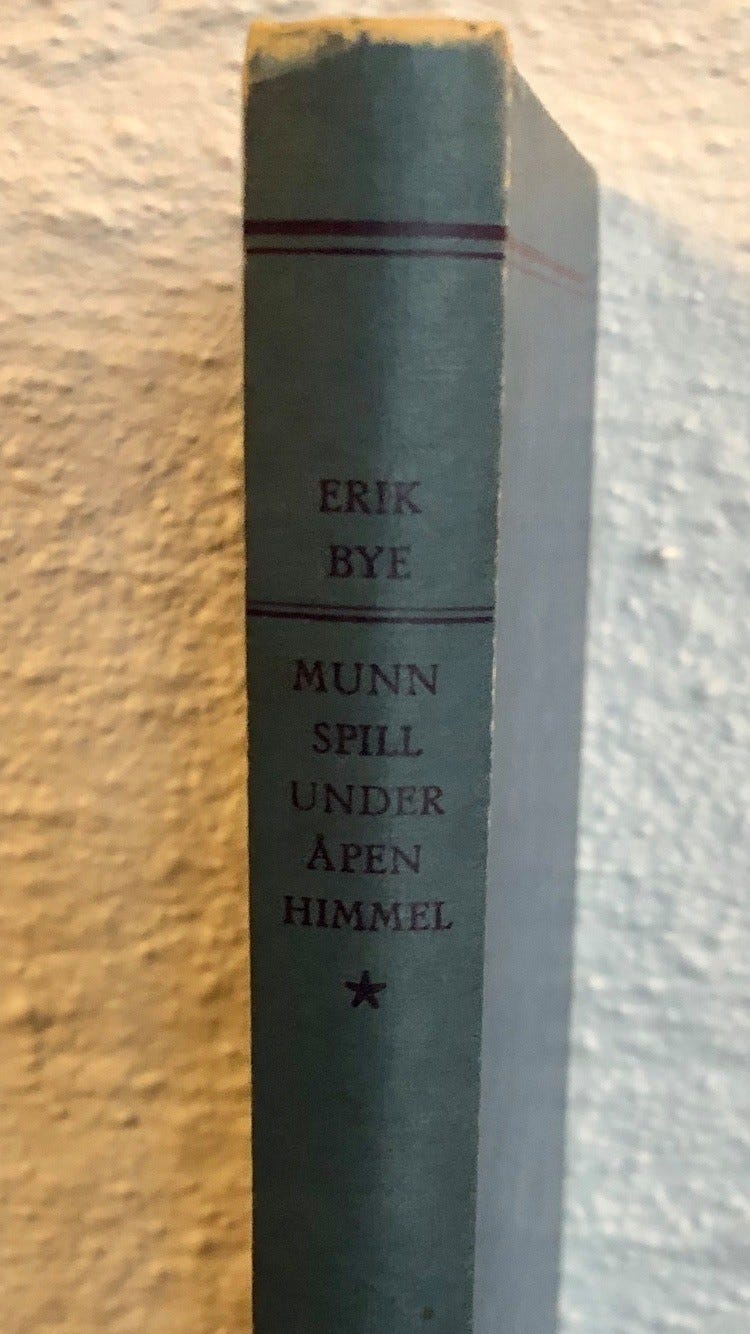 ERIK
BYE
MUNN
SPILL
UNDER
ÅPEN
HIMMEL